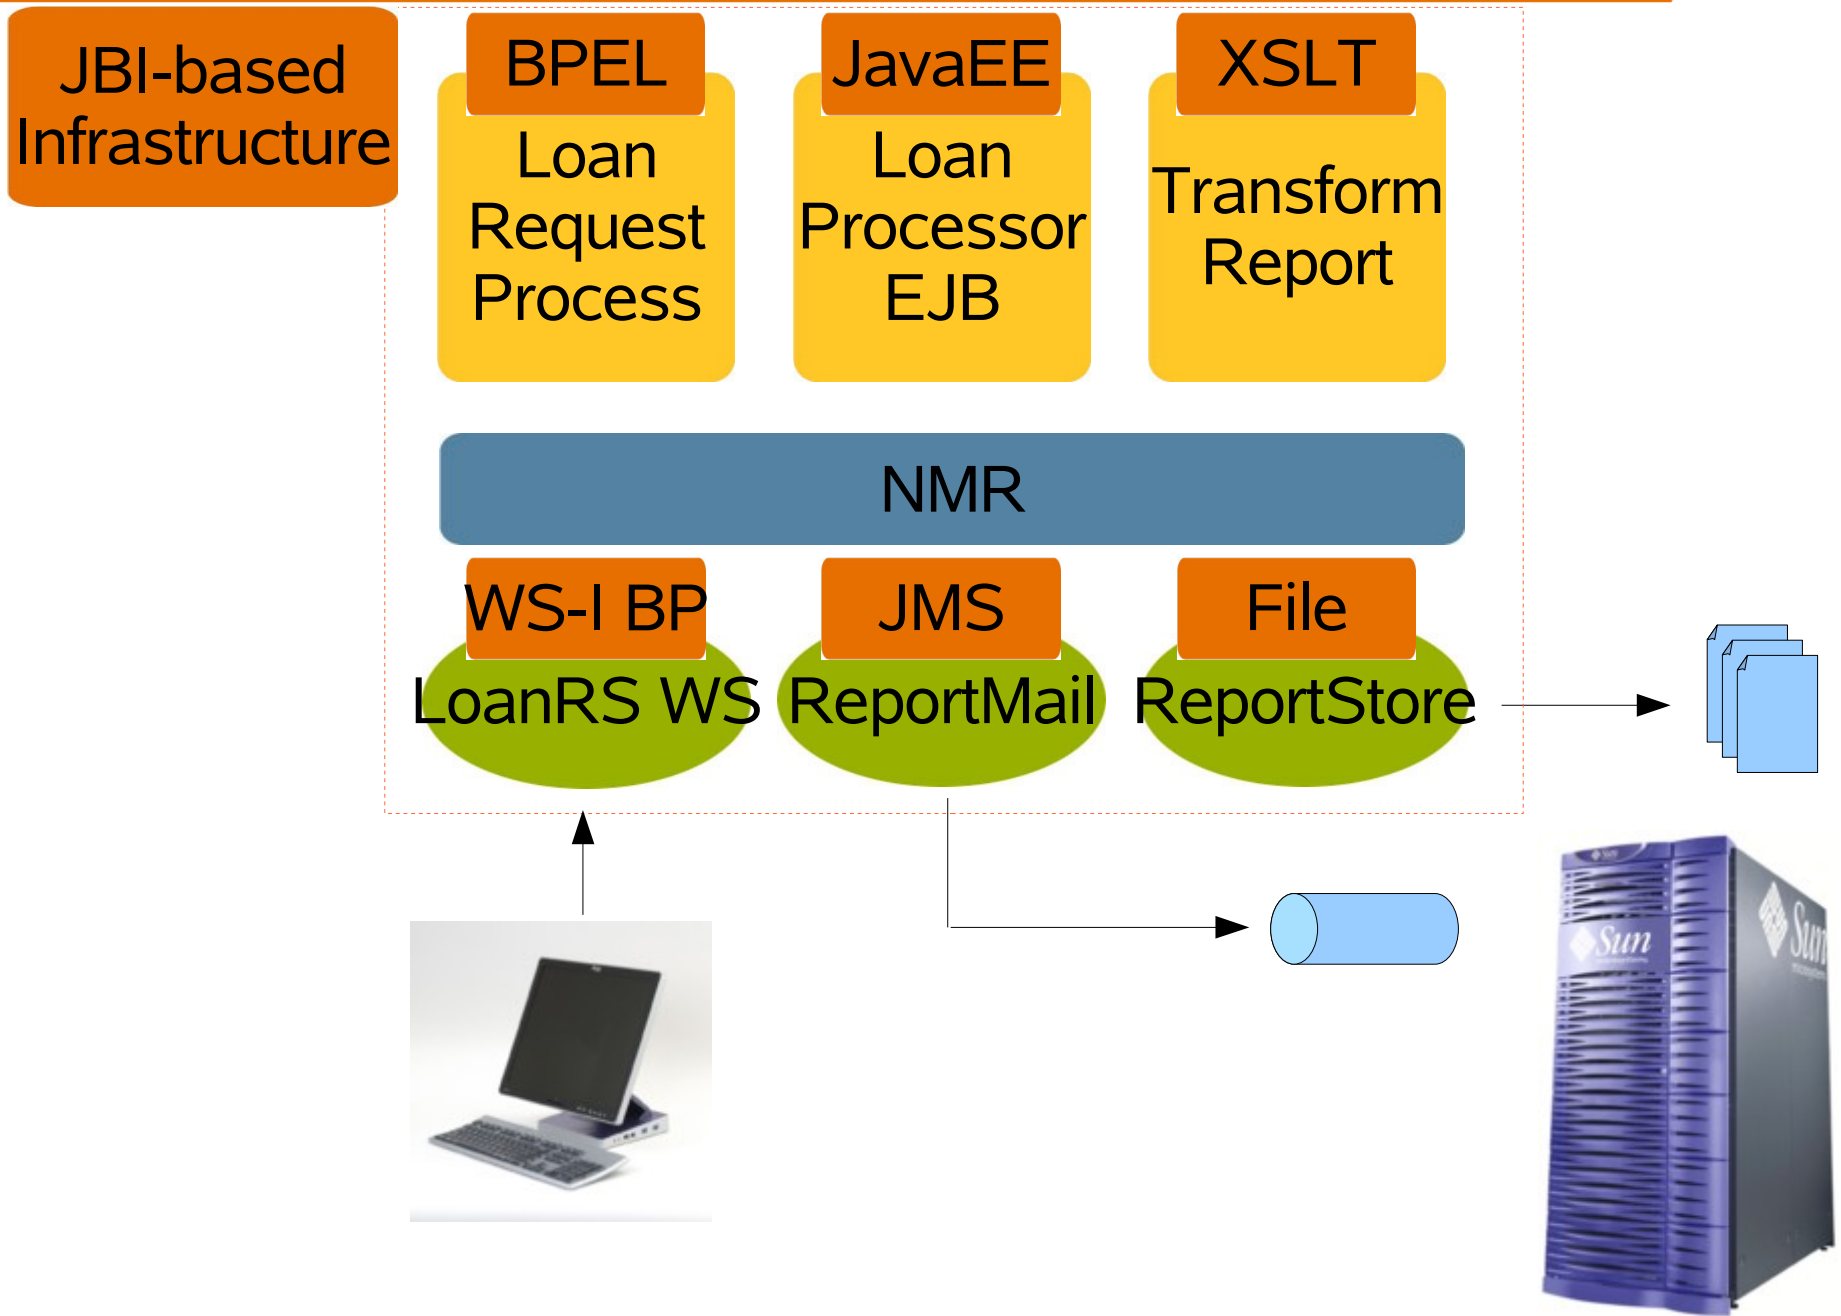 JBI-based
Infrastructure
BPEL
JavaEE
XSLT
Loan
Request
Process
Loan
Processor
EJB
Transform
Report
NMR
WS-I BP
JMS
File
LoanRS WS
ReportMail
ReportStore
Sun
Sun
Sun